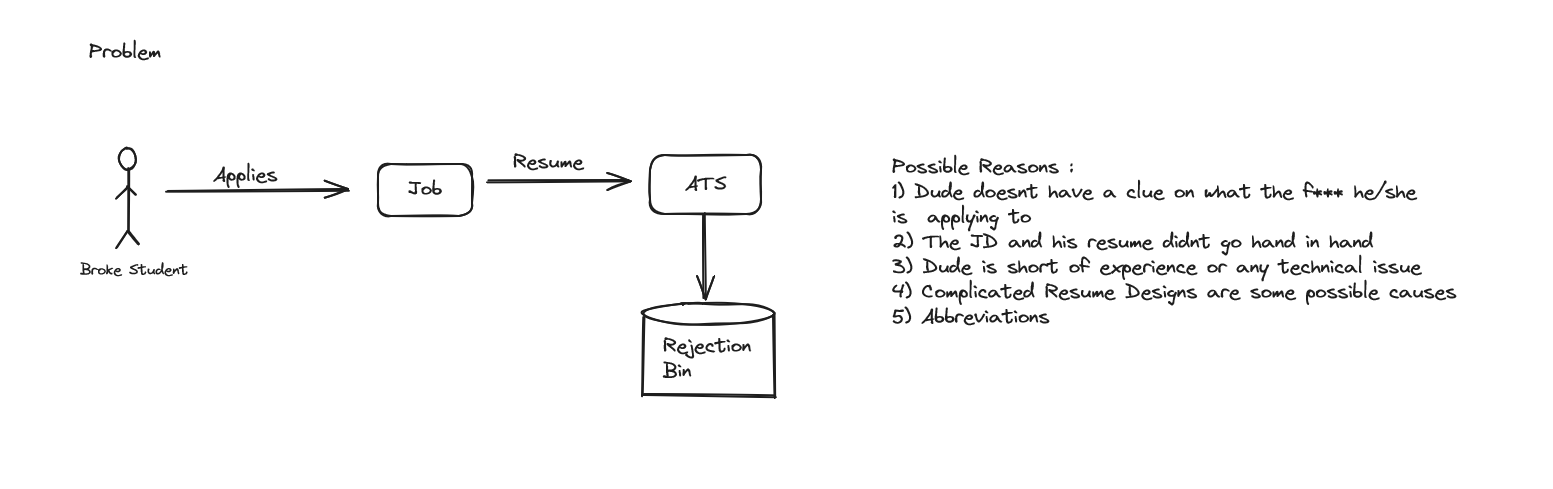 Problem
Applies
Job
Resume
ATS
Broke Student
Rejection
Bin
Possible Reasons :
1) Dude doesnt have a clue on what the f*** he/she
is applying to
2) The JD and his resume didnt go hand in hand
3) Dude is short of experience or any technical issue
4) Complicated Resume Designs are some possible causes
5) Abbreviations